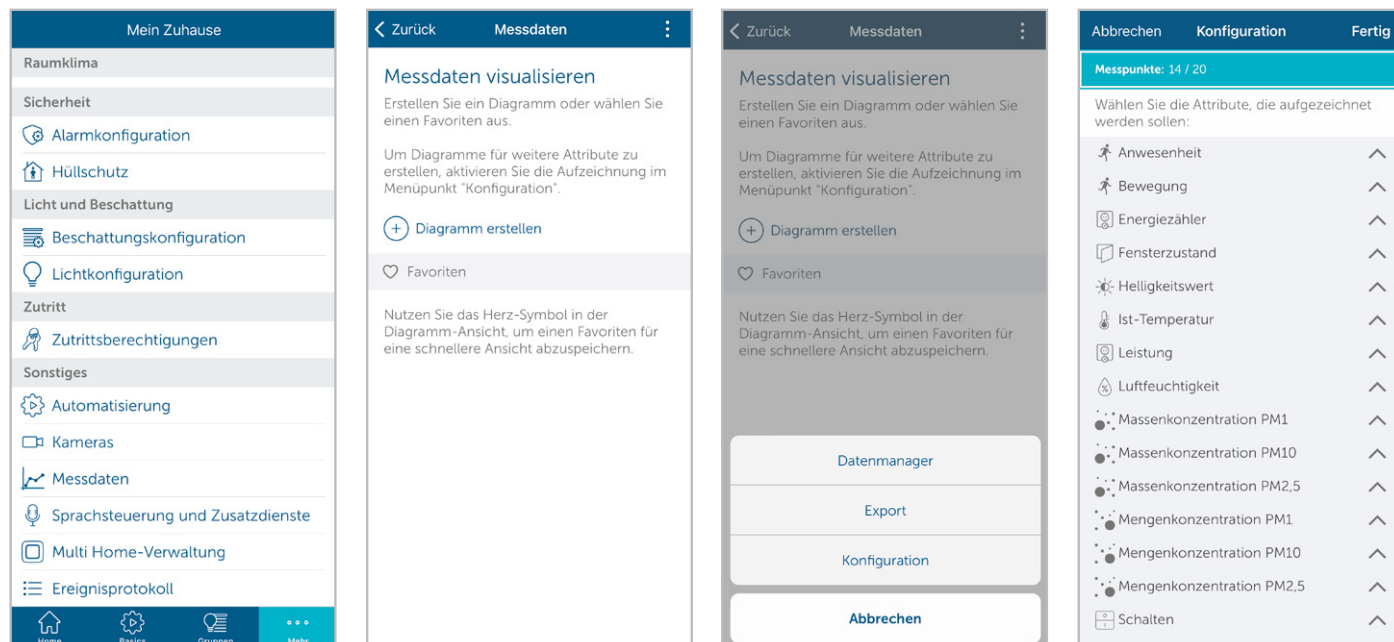 Mein Zuhause
Raumklima
Sicherheit
Alarmkonfiguration
Hüllschutz
Licht und Beschattung
Beschattungskonfiguration
Lichtkonfiguration
Zutritt
Zutrittsberechtigungen
Sonstiges
Automatisierung
Kameras
Messdaten
Sprachsteuerung und Zusatzdienste
Multi Home-Verwaltung
Ereignisprotokoll
Home Basics Gruppen Mehr
Zurück Messdaten
Messdaten visualisieren
Erstellen Sie ein Diagramm oder wählen Sie
einen Favoriten aus.
Um Diagramme für weitere Attribute zu
erstellen, aktivieren Sie die Aufzeichnung im
Menüpunkt "Konfiguration".
Diagramm erstellen
Favoriten
Nutzen Sie das Herz-Symbol in der
Diagramm-Ansicht, um einen Favoriten für
eine schnellere Ansicht abzuspeichern.
Zurück Messdaten
Messdaten visualisieren
Erstellen Sie ein Diagramm oder wählen Sie
einen Favoriten aus.
Um Diagramme für weitere Attribute zu
erstellen, aktivieren Sie die Aufzeichnung im
Menüpunkt "Konfiguration".
Diagramm erstellen
Favoriten
Nutzen Sie das Herz-Symbol in der
Diagramm-Ansicht, um einen Favoriten für
eine schnellere Ansicht abzuspeichern.
Datenmanager
Export
Konfiguration
Abbrechen
Abbrechen Konfiguration Fertig
Messpunkte: 14 / 20
Wählen Sie die Attribute, die aufgezeichnet
werden sollen:
Anwesenheit
Bewegung
Energiezähler
Fensterzustand
Helligkeitswert
Ist-Temperatur
Leistung
Luftfeuchtigkeit
Massenkonzentration PM1
Massenkonzentration PM10
Massenkonzentration PM2,5
Mengenkonzentration PM1
Mengenkonzentration PM10
Mengenkonzentration PM2,5
Schalten